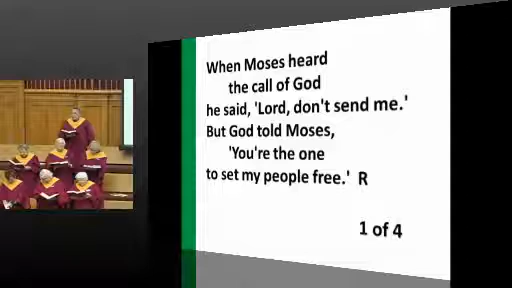 When Moses heard
the call of God
he said, 'Lord, don't send me.'
But God told Moses,
'You're the one
to set my people free.' R
1 of 4